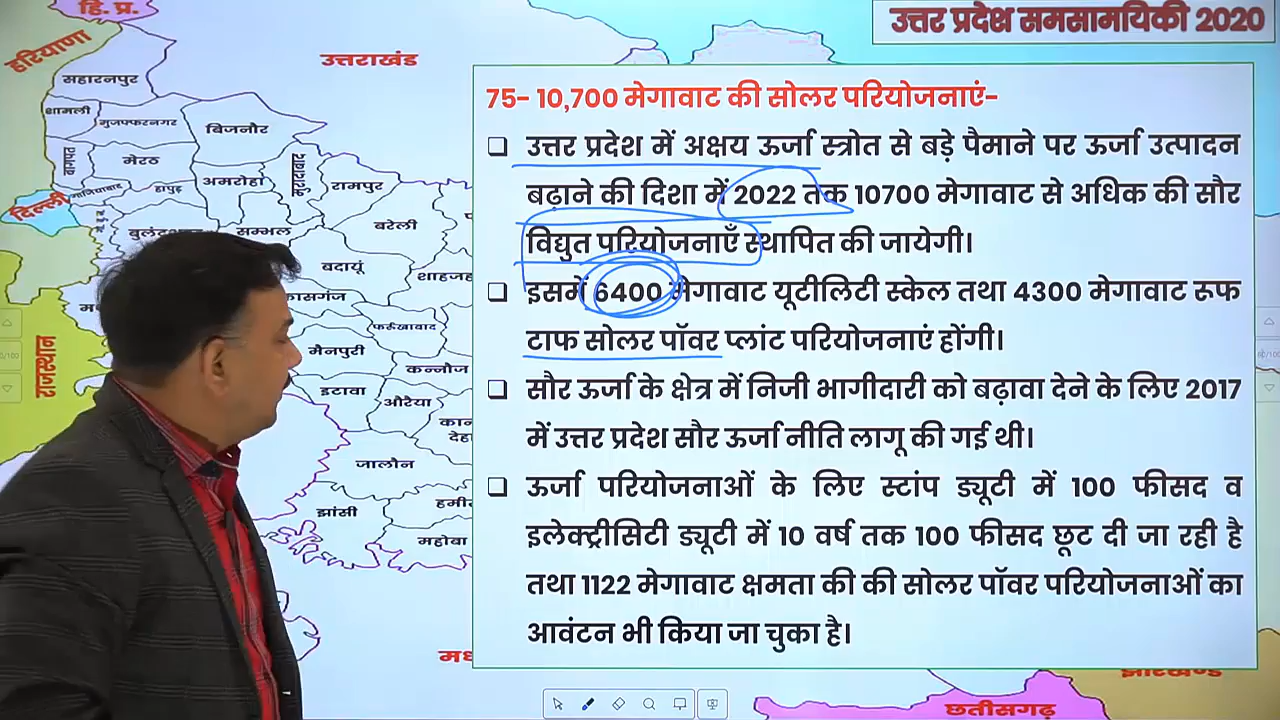 हि. प्र.
उत्तर प्रदेश समसामयिकी 2020
हरियाणा
उत्तराखंड
सहारनपुर
शामली
मुजफ्फरनगर
बिजनौर
बागपत
मेरठ
मुरादाबाद
अमरोहा
रामपुर
गाजियाबाद
हापुड़
दिल्ली
बरेली
सम्भल
बदायूं
शाहजह
कासगंज
फर्रुखाबाद
मैनपुरी
राजस्थान
कन्नौज
इटावा
औरैया
जालौन
झांसी
महोबा
75- 10,700 मेगावाट की सोलर परियोजनाएं-
❑ उत्तर प्रदेश में अक्षय ऊर्जा स्त्रोत से बड़े पैमाने पर ऊर्जा उत्पादन
बढ़ाने की दिशा में 2022 तक 10700 मेगावाट से अधिक की सौर
विद्युत परियोजनाएँ स्थापित की जायेगी।
❑ इसमें 6400 मेगावाट यूटीलिटी स्केल तथा 4300 मेगावाट रूफ
टाफ सोलर पॉवर प्लांट परियोजनाएं होंगी।
❑ सौर ऊर्जा के क्षेत्र में निजी भागीदारी को बढ़ावा देने के लिए 2017
में उत्तर प्रदेश सौर ऊर्जा नीति लागू की गई थी।
❑ ऊर्जा परियोजनाओं के लिए स्टांप ड्यूटी में 100 फीसद व
इलेक्ट्रीसिटी ड्यूटी में 10 वर्ष तक 100 फीसद छूट दी जा रही है
तथा 1122 मेगावाट क्षमता की की सोलर पॉवर परियोजनाओं का
आवंटन भी किया जा चुका है।
छत्तीसगढ़